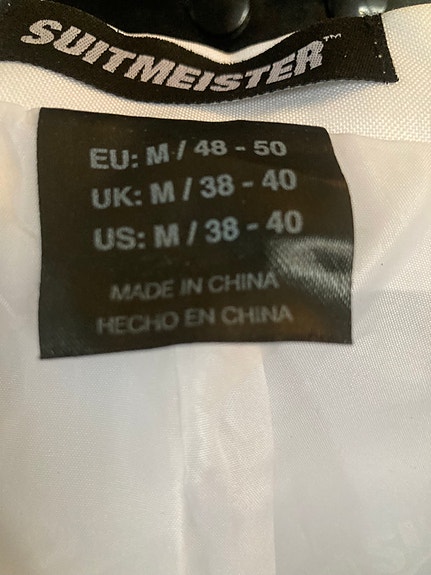 SUITMEISTER™
EU: M / 48 - 50
UK: M / 38 - 40
US: M / 38 - 40
MADE IN CHINA
HECHO EN CHINA